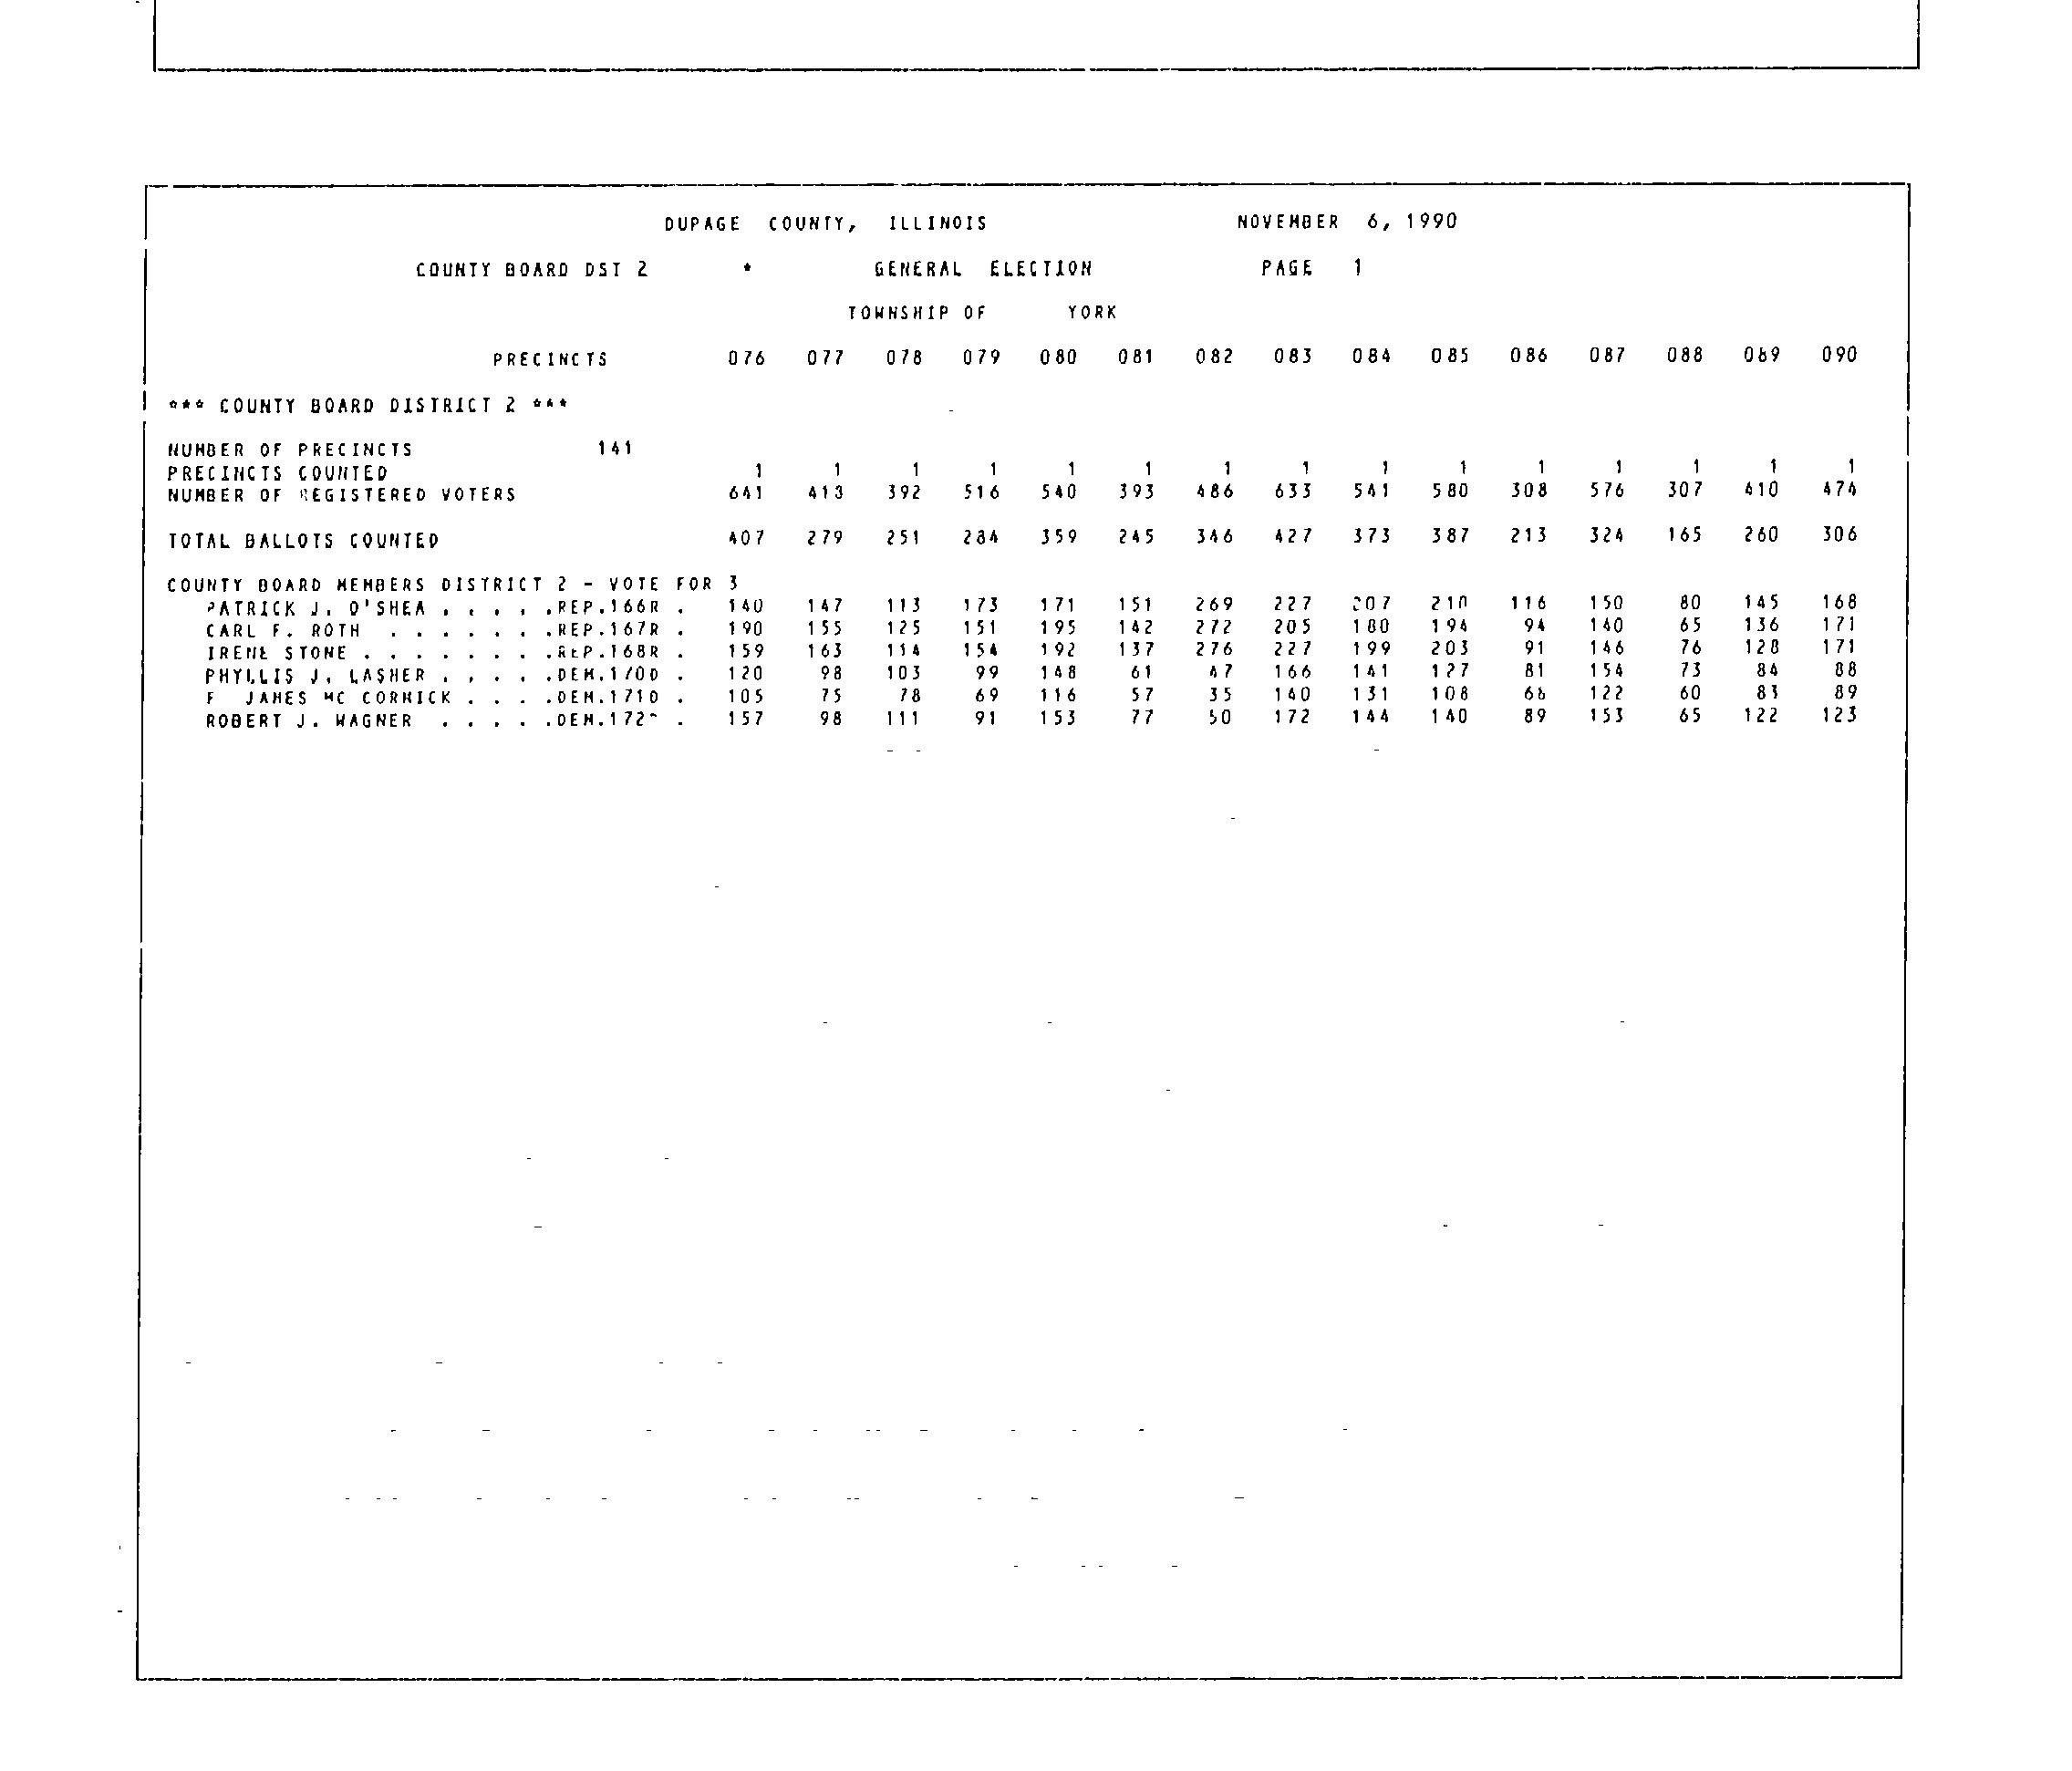 DUPAGE COUNTY, ILLINOIS NOVEMBER 6, 1990
COUNTY BOARD DST 2 * GENERAL ELECTION PAGE 1
TOWNSHIP OF YORK
PRECINCTS 076 077 078 079 080 081 082 083 084 085 086 087 088 089 090
*** COUNTY BOARD DISTRICT 2 ***
NUMBER OF PRECINCTS 141
PRECINCTS COUNTED 1 1 1 1 1 1 1 1 1 1 1 1 1 1 1
NUMBER OF REGISTERED VOTERS 641 413 392 516 540 393 486 633 541 580 308 576 307 410 474
TOTAL BALLOTS COUNTED 407 279 251 284 359 245 346 427 373 387 213 324 165 260 306
COUNTY BOARD MEMBERS DISTRICT 2 - VOTE FOR 3
PATRICK J. O'SHEA . . . . .REP.166R . 140 147 113 173 171 151 269 227 207 210 116 150 80 145 168
CARL F. ROTH . . . . . . .REP.167R . 190 155 125 151 195 142 272 205 180 194 94 140 65 136 171
IRENE STONE . . . . . . . .REP.168R . 159 163 114 154 192 137 276 227 199 203 91 146 76 128 171
PHYLLIS J. LASHER . . . . .DEM.170D . 120 98 103 99 148 61 47 166 141 127 81 154 73 84 88
F JAMES MC CORMICK . . . .DEM.171D . 105 75 78 69 116 57 35 140 131 108 122 60 83 89
ROBERT J. WAGNER . . . . .DEM. . 157 98 111 91 153 77 50 172 144 140 89 153 65 122 123